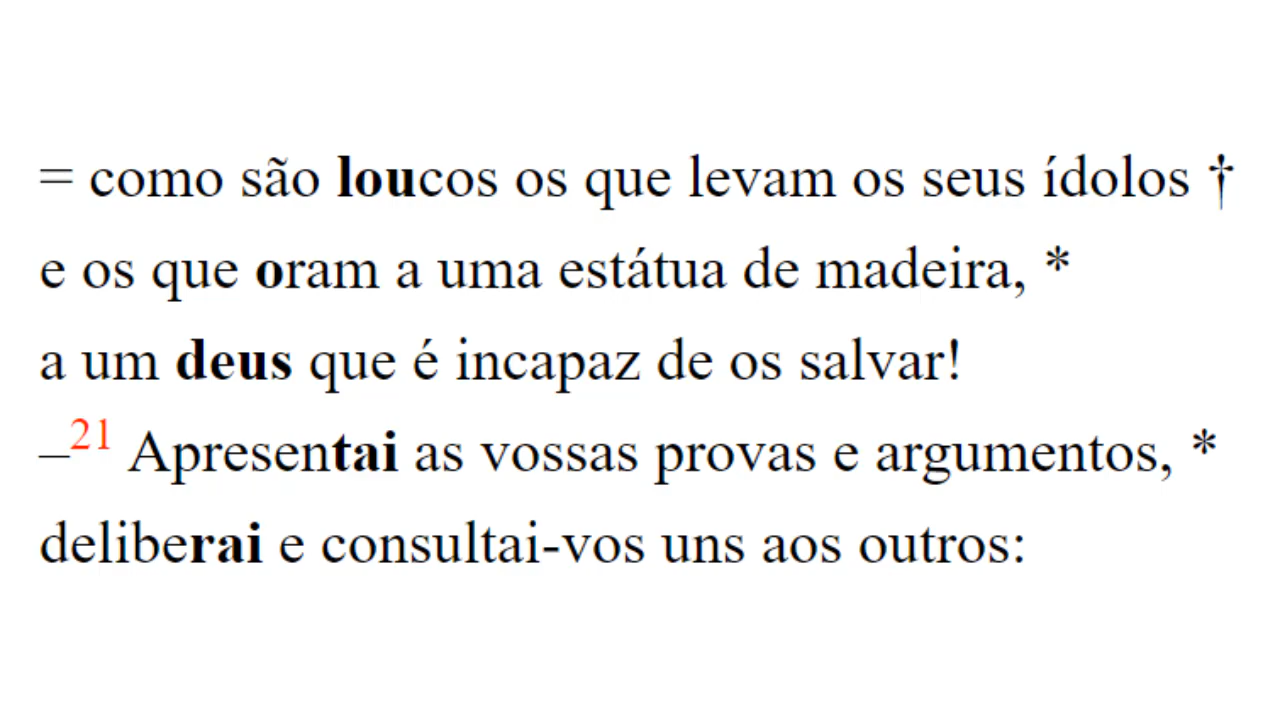 = como são loucos os que levam os seus ídolos †
e os que oram a uma estátua de madeira, *
a um deus que é incapaz de os salvar!
–21 Apresentai as vossas provas e argumentos, *
deliberai e consultai-vos uns aos outros: